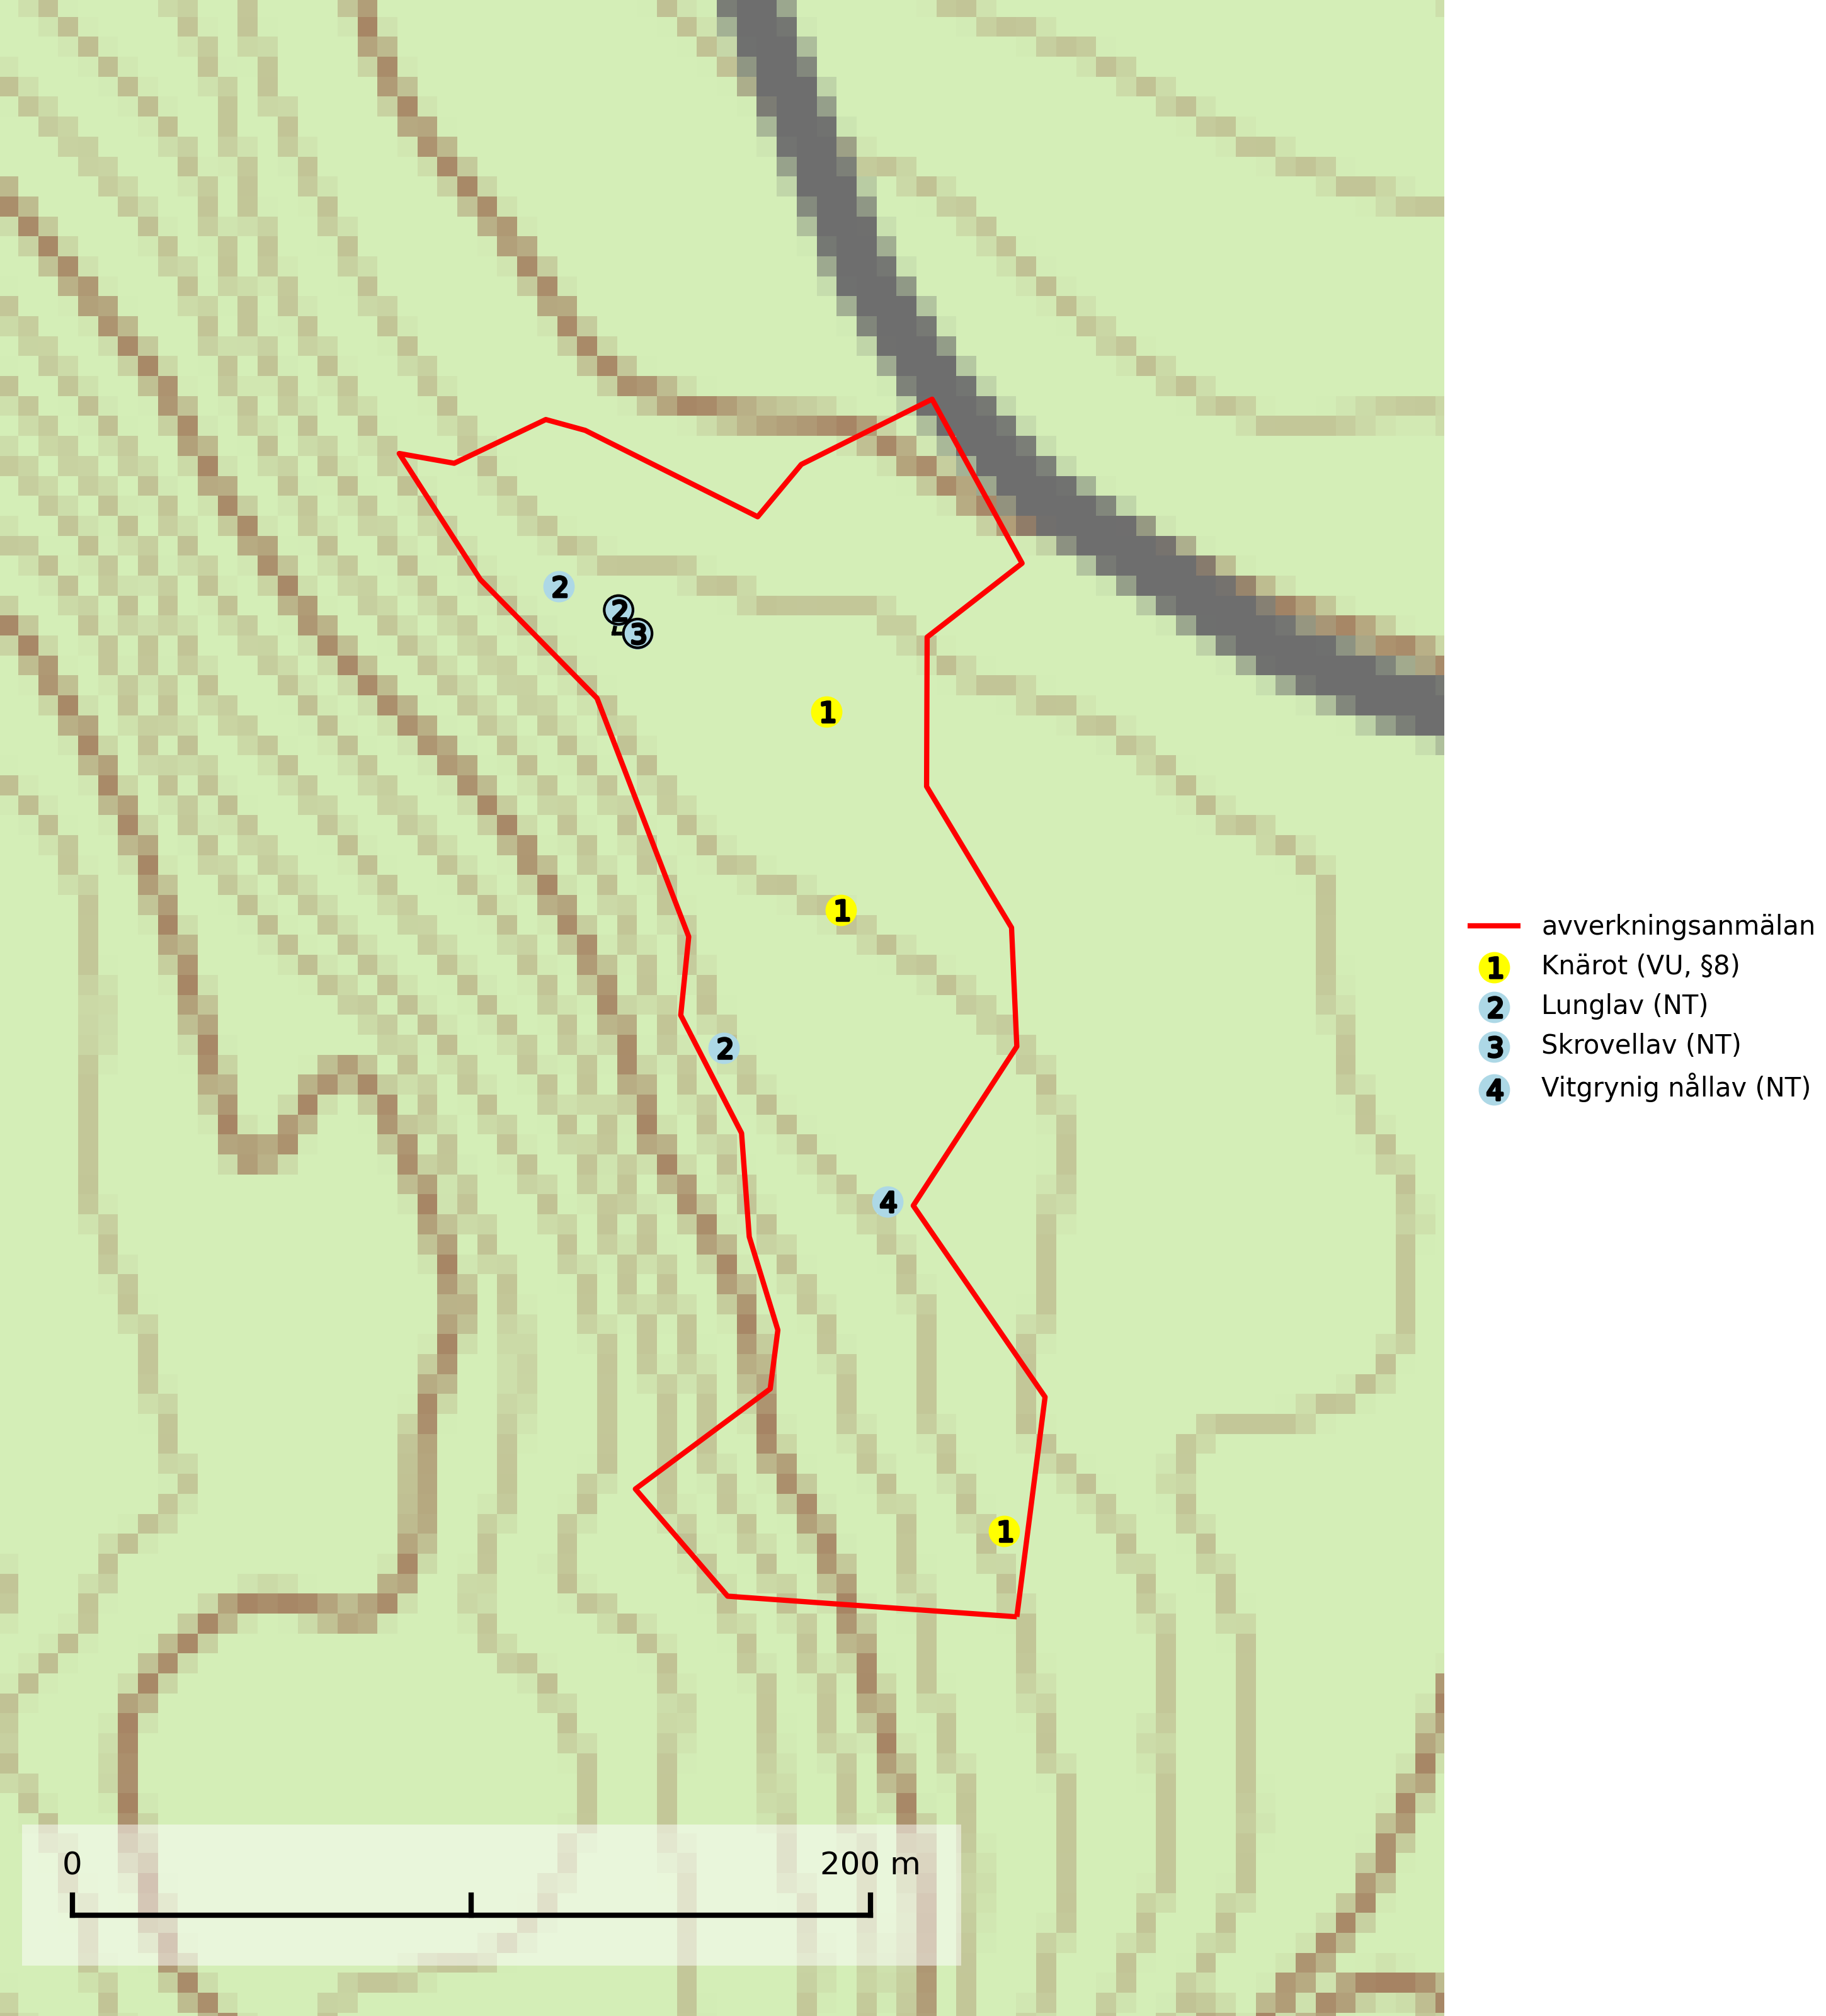 2
2
3
1
1
2
4
1
avverkningsanmälan
1 Knärot (VU, §8)
2 Lunglav (NT)
3 Skrovellav (NT)
4 Vitgrynig nållav (NT)
0 200 m